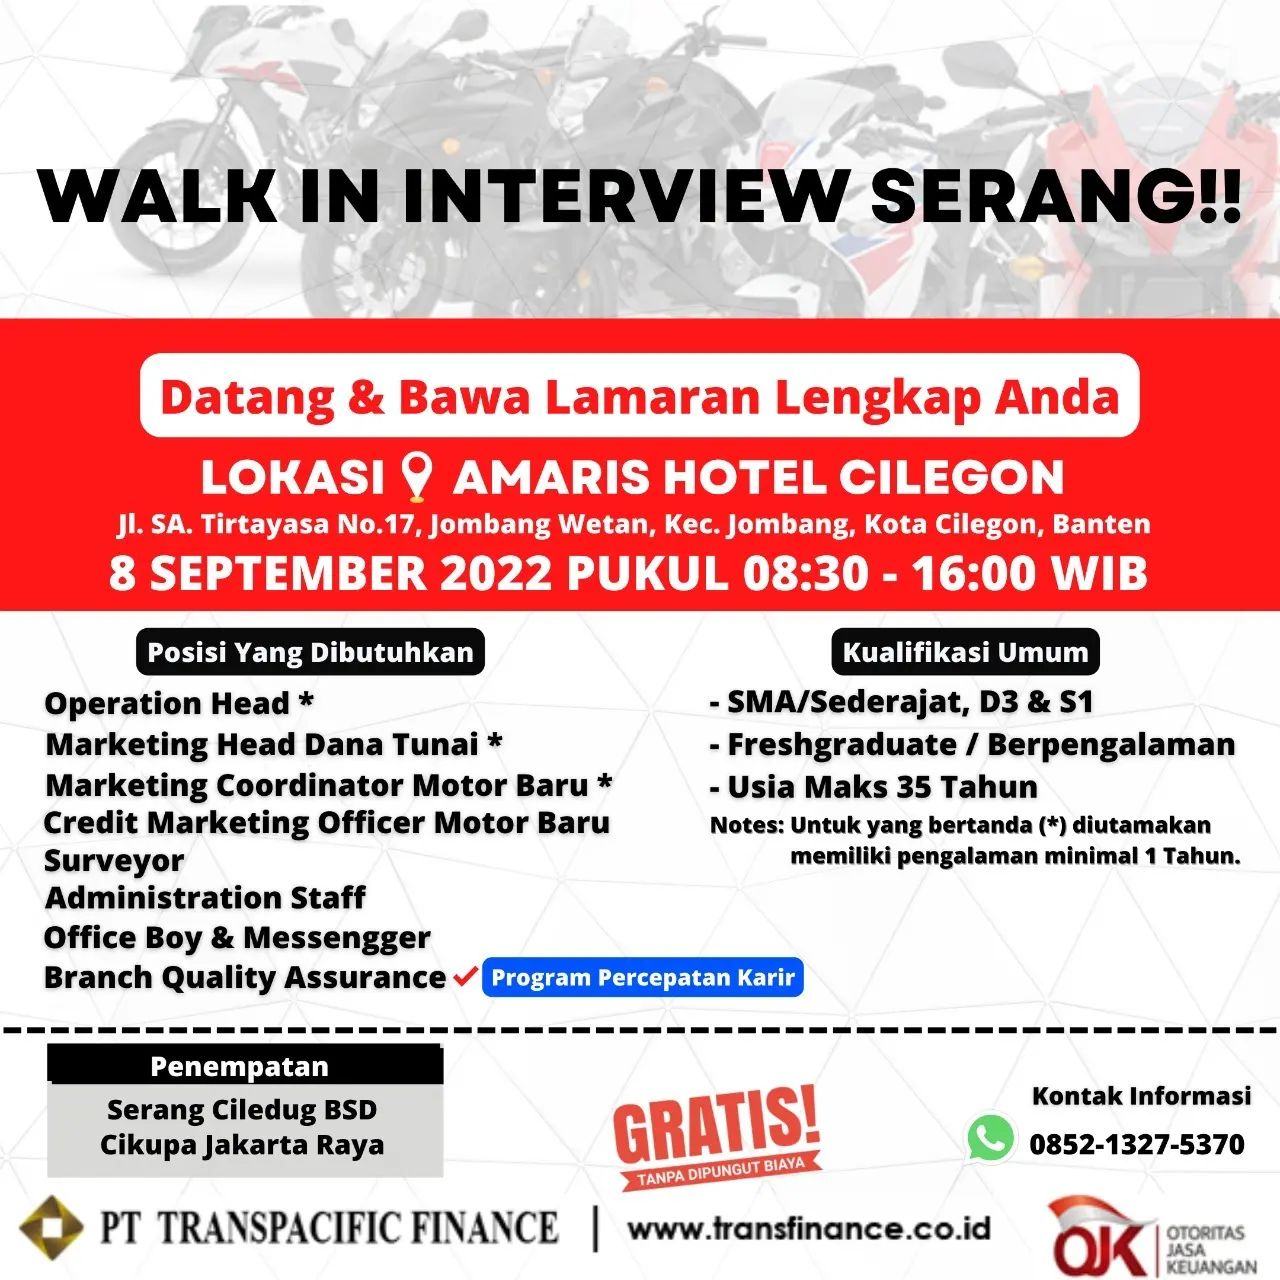 WALK IN INTERVIEW SERANG!!
Datang & Bawa Lamaran Lengkap Anda
LOKASI AMARIS HOTEL CILEGON
Jl. SA. Tirtayasa No.17, Jombang Wetan, Kec. Jombang, Kota Cilegon, Banten
8 SEPTEMBER 2022 PUKUL 08:30 - 16:00 WIB
Posisi Yang Dibutuhkan
Operation Head *
Marketing Head Dana Tunai *
Marketing Coordinator Motor Baru *
Credit Marketing Officer Motor Baru
Surveyor
Administration Staff
Office Boy & Messengger
Branch Quality Assurance Program Percepatan Karir
Kualifikasi Umum
- SMA/Sederajat, D3 & S1
- Freshgraduate / Berpengalaman
- Usia Maks 35 Tahun
Notes: Untuk yang bertanda (*) diutamakan
memiliki pengalaman minimal 1 Tahun.
Penempatan
Serang Ciledug BSD
Cikupa Jakarta Raya
GRATIS!
TANPA DIPUNGUT BIAYA
Kontak Informasi
0852-1327-5370
PT TRANSPACIFIC FINANCE | www.transfinance.co.id
OJK
OTORITAS
JASA
KEUANGAN